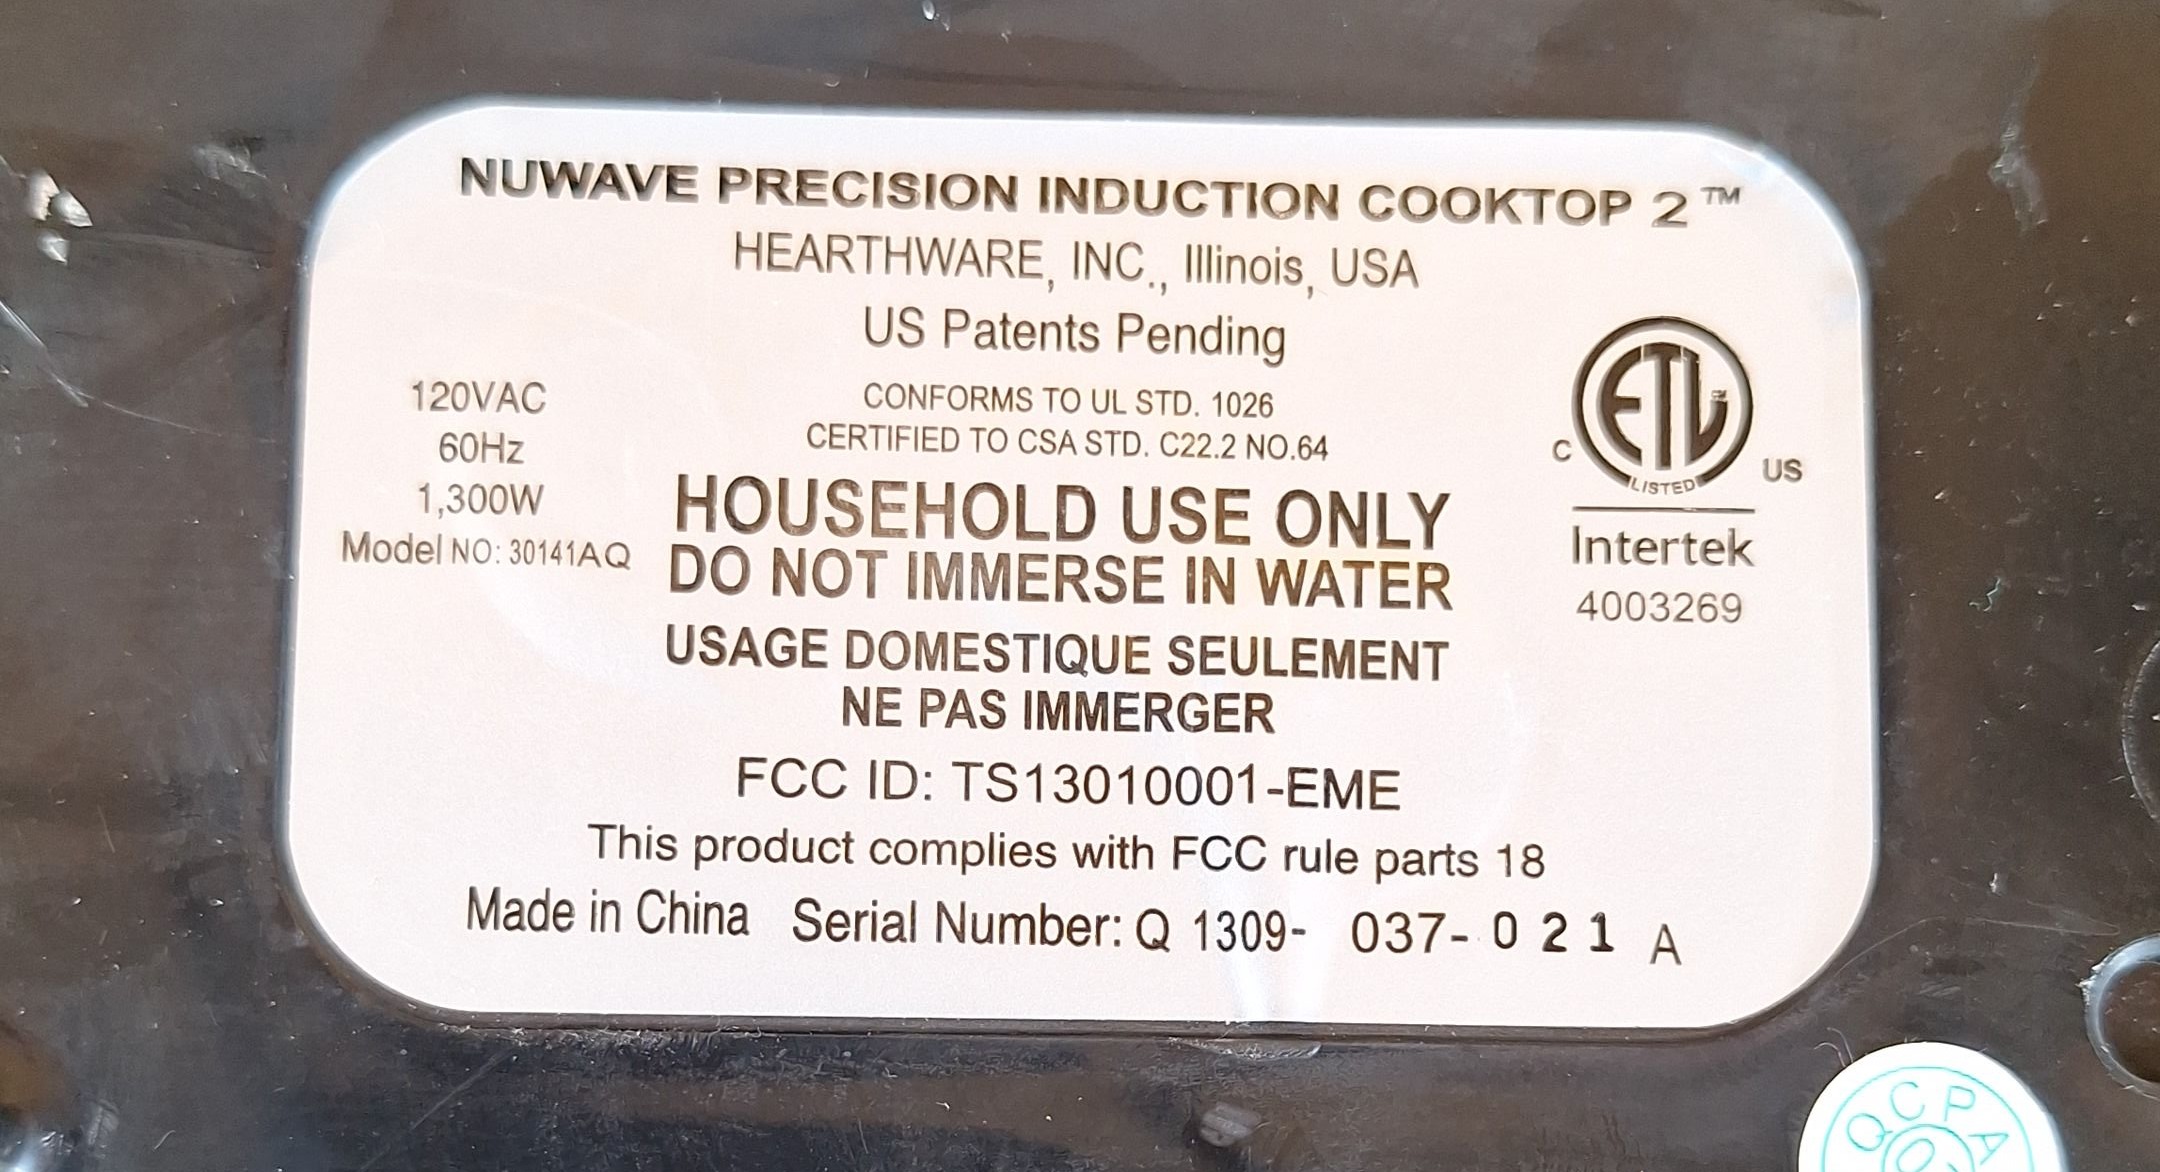 NUWAVE PRECISION INDUCTION COOKTOP 2™
HEARTHWARE, INC., Illinois, USA
US Patents Pending
120VAC
60Hz
1,300W
Model NO: 30141AQ
CONFORMS TO UL STD. 1026
CERTIFIED TO CSA STD. C22.2 NO.64
HOUSEHOLD USE ONLY
DO NOT IMMERSE IN WATER
USAGE DOMESTIQUE SEULEMENT
NE PAS IMMERGER
ETL
C US
LISTED
Intertek
4003269
FCC ID: TS13010001-EME
This product complies with FCC rule parts 18
Made in China Serial Number: Q 1309- 037- 0 2 1 A
QCPA